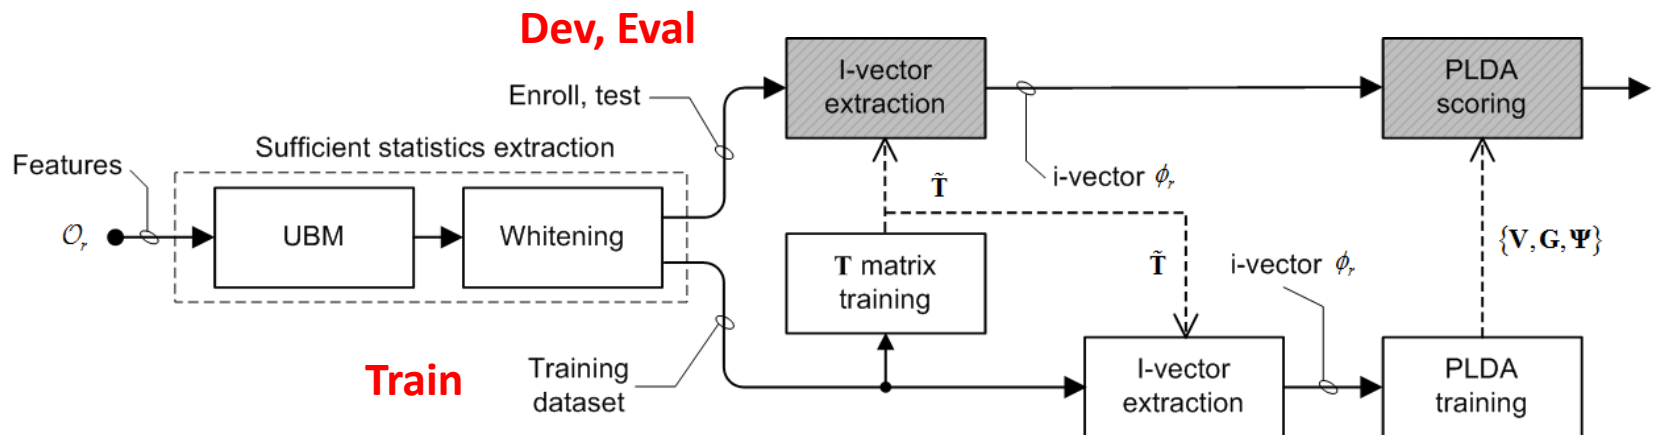 Dev, Eval
Enroll, test
I-vector
extraction
PLDA
scoring
Features
Sufficient statistics extraction
i-vector ϕᵣ
T̃
𝒪ᵣ
UBM
Whitening
T matrix
training
T̃
i-vector ϕᵣ
{V, G, Ψ}
Train
Training
dataset
I-vector
extraction
PLDA
training